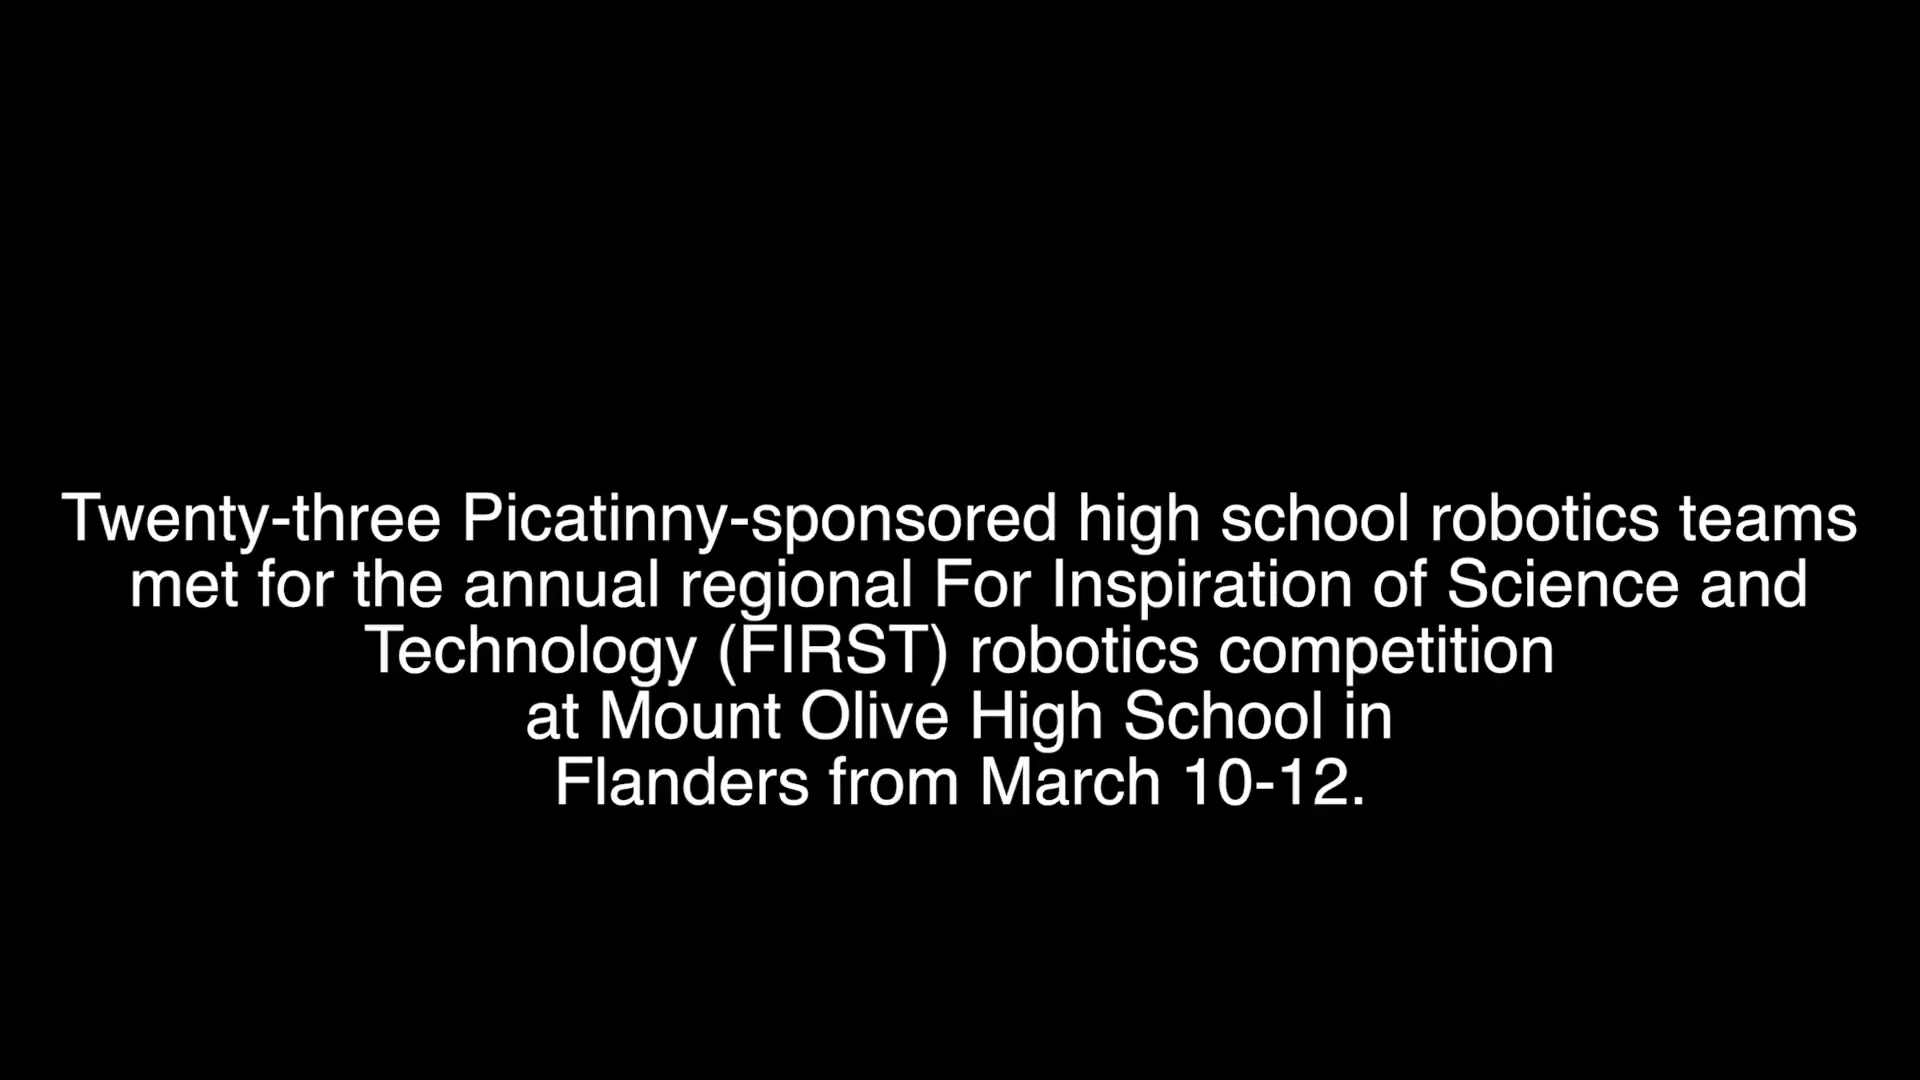 Twenty-three Picatinny-sponsored high school robotics teams
met for the annual regional For Inspiration of Science and
Technology (FIRST) robotics competition
at Mount Olive High School in
Flanders from March 10-12.